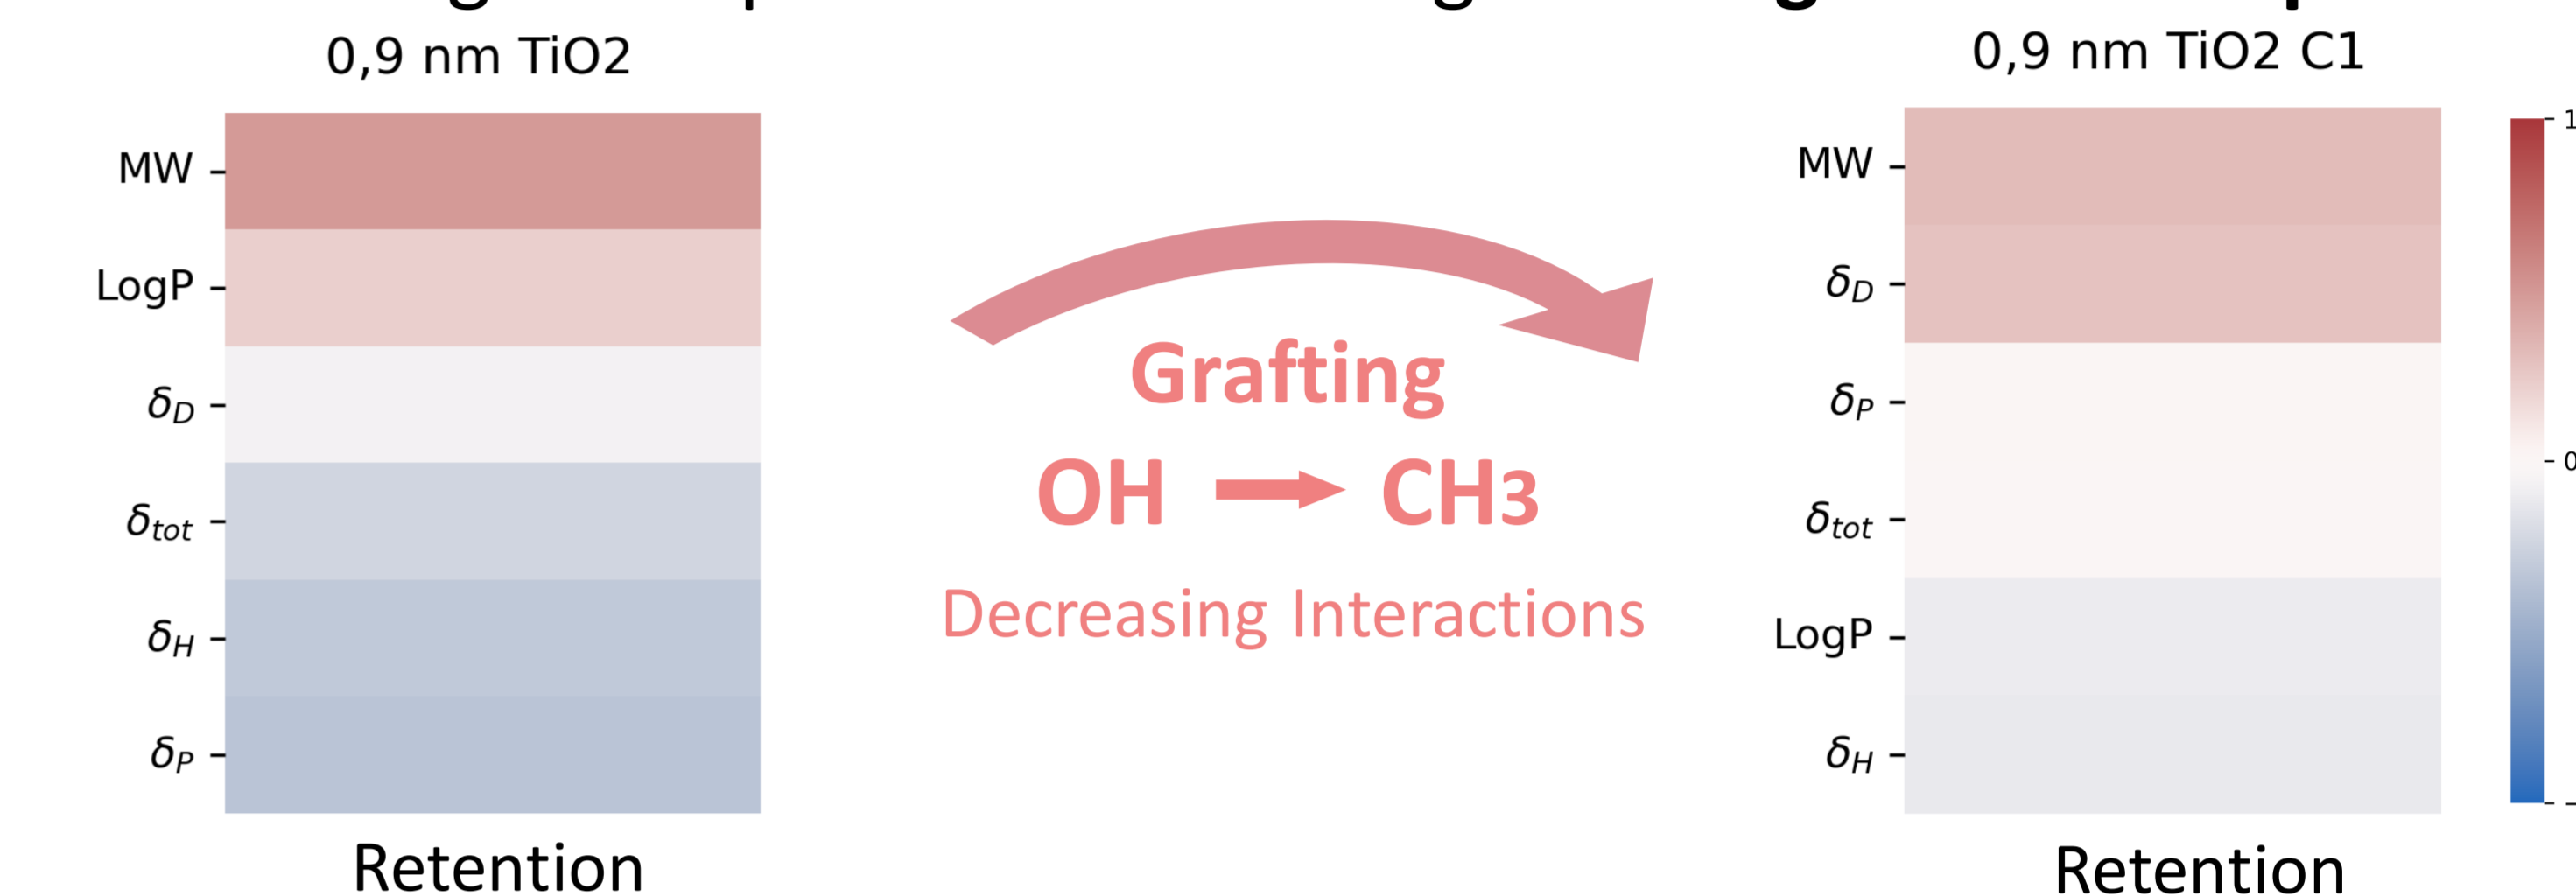 0,9 nm TiO2
MW
LogP
δD
δtot
δH
δP
Retention
Grafting
OH CH3
Decreasing Interactions
0,9 nm TiO2 C1
MW
δD
δP
δtot
LogP
δH
Retention
1
0